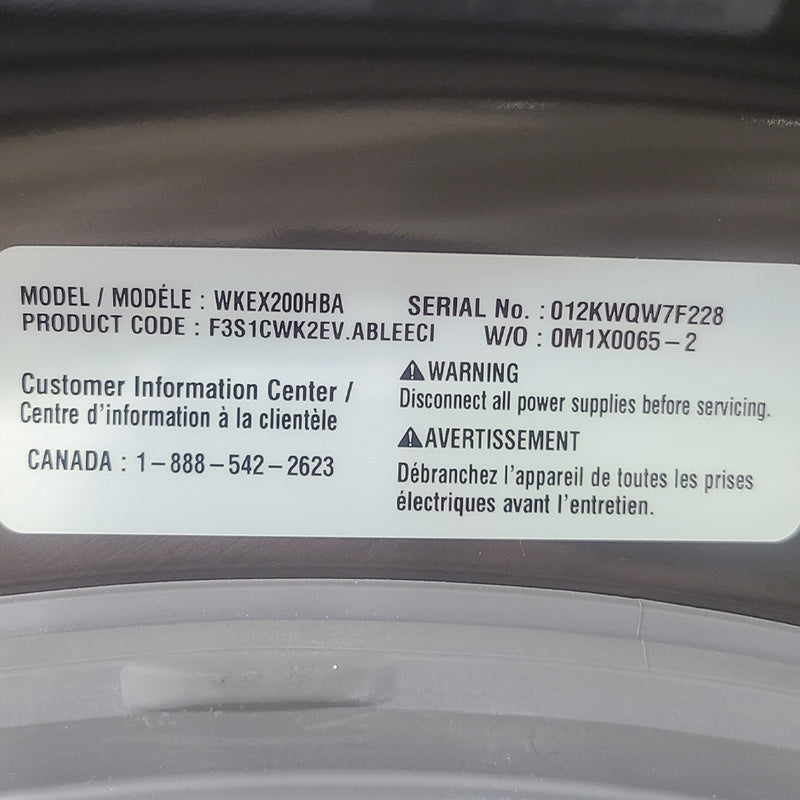 MODEL / MODÉLE : WKEX200HBA
SERIAL No. : 012KWQW7F228
PRODUCT CODE : F3S1CWK2EV.ABLEECI
W/O : 0M1X0065-2
Customer Information Center /
Centre d'information à la clientèle
CANADA : 1-888-542-2623
⚠WARNING
Disconnect all power supplies before servicing.
⚠AVERTISSEMENT
Débranchez l'appareil de toutes les prises
électriques avant l'entretien.